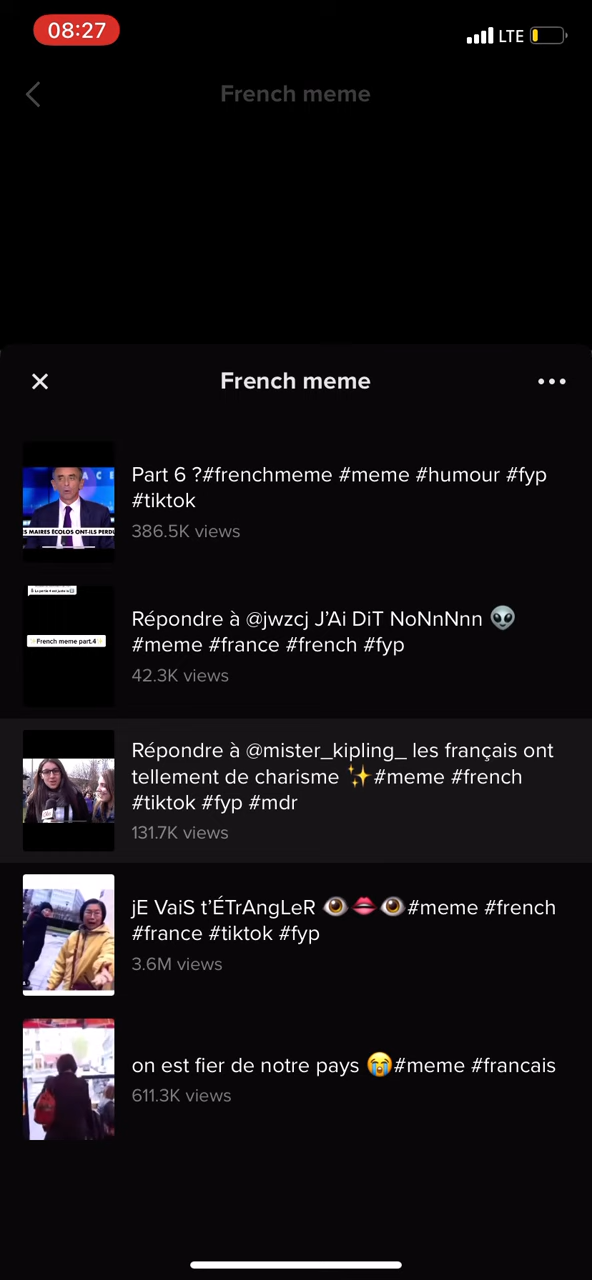 08:27
LTE
French meme
French meme
Part 6 ?#frenchmeme #meme #humour #fyp
#tiktok
386.5K views
A C E
S MAIRES ÉCOLOS ONT-ILS PERD
Répondre à @jwzcj J'Ai DiT NoNnNnn 👽
#meme #france #french #fyp
42.3K views
✨French meme part.4✨
Répondre à @mister_kipling_ les français ont
tellement de charisme ✨#meme #french
#tiktok #fyp #mdr
131.7K views
jE VaiS t'ÉTrAngLeR 👁️👄👁️#meme #french
#france #tiktok #fyp
3.6M views
on est fier de notre pays 😭#meme #francais
611.3K views